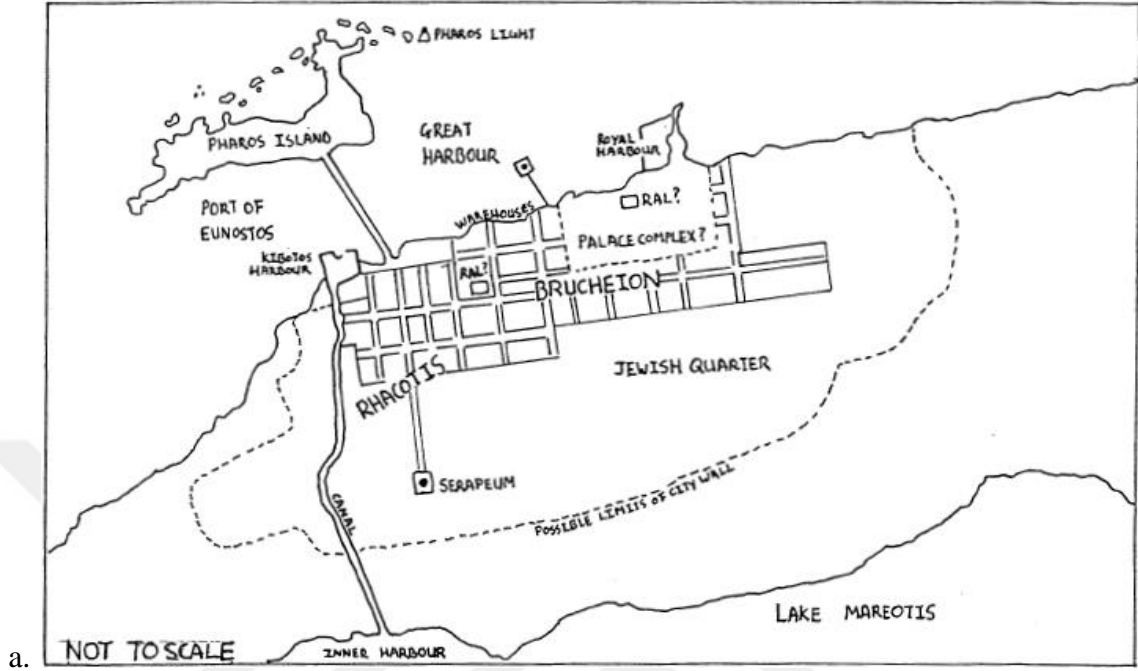 PHAROS LIGHT
PHAROS ISLAND
GREAT
HARBOUR
ROYAL
HARBOUR
PORT OF
EUNOSTOS
WAREHOUSES
RAL?
PALACE COMPLEX?
KIBOTOS
HARBOUR
RAL?
BRUCHEION
JEWISH QUARTER
RHACOTIS
SERAPEUM
CANAL
POSSIBLE LIMITS OF CITY WALL
LAKE MAREOTIS
a.
NOT TO SCALE
INNER HARBOUR